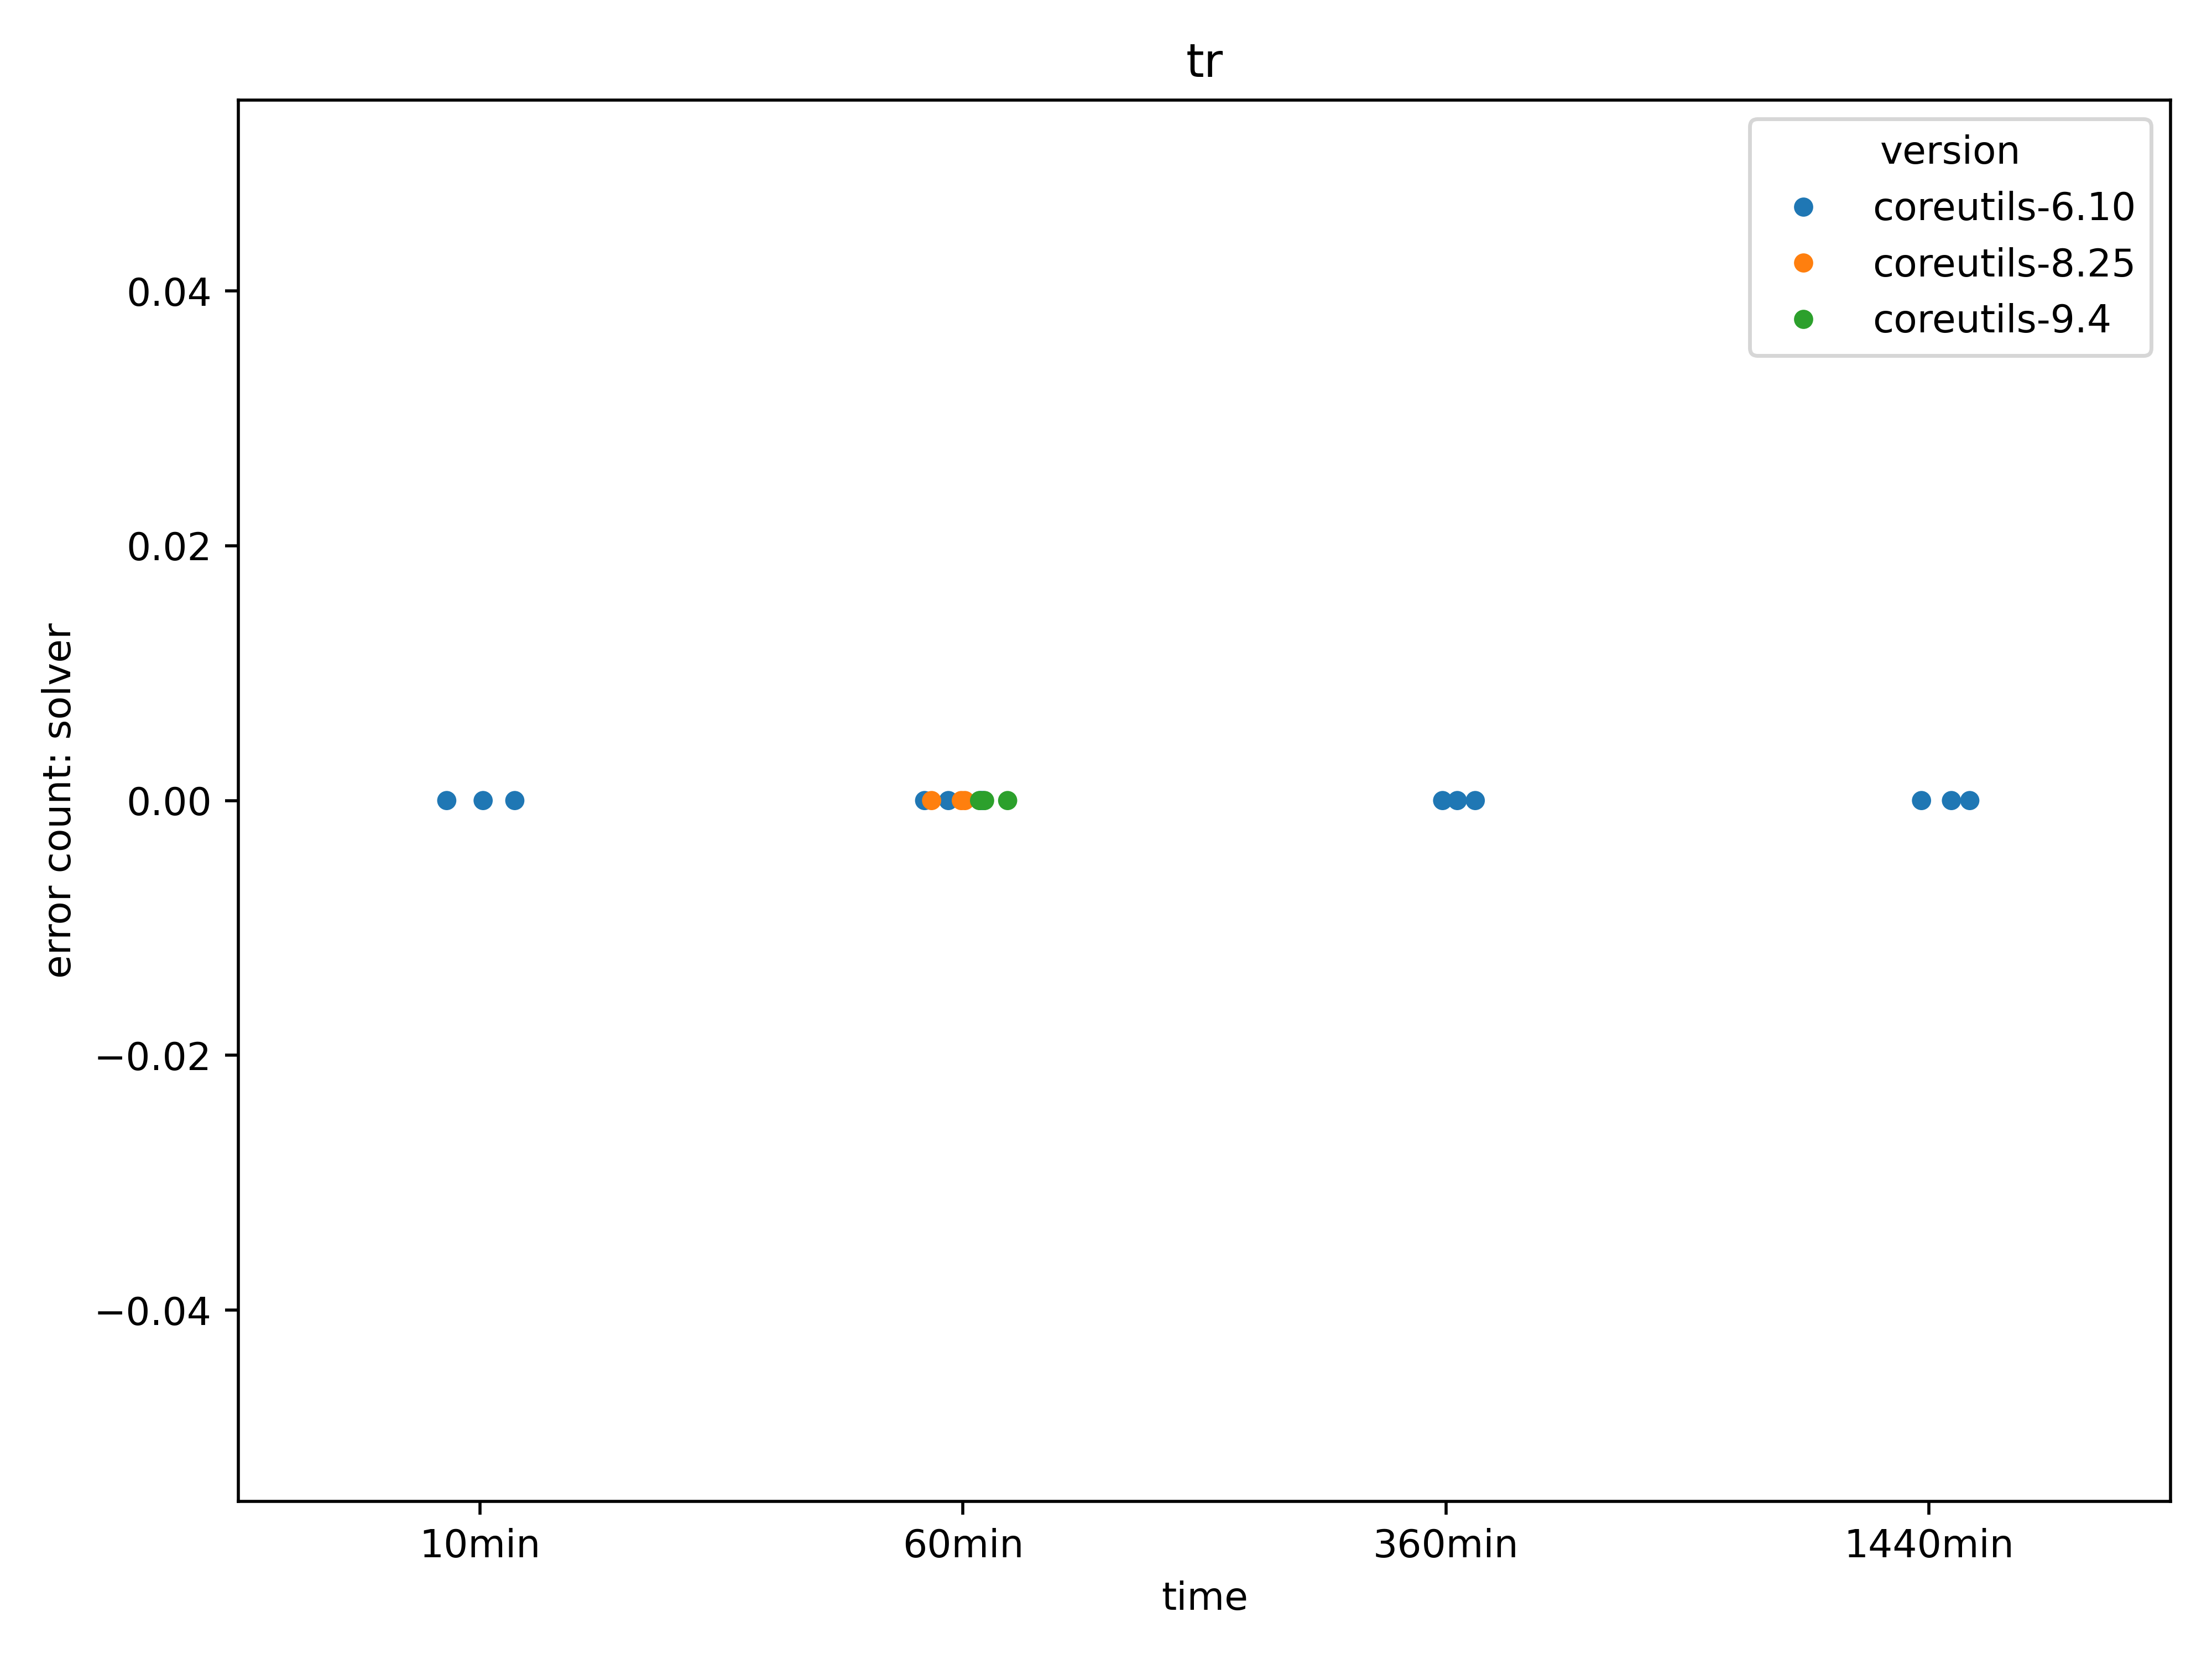 tr
version
coreutils-6.10
coreutils-8.25
coreutils-9.4
0.04
0.02
0.00
−0.02
−0.04
error count: solver
10min 60min 360min 1440min
time